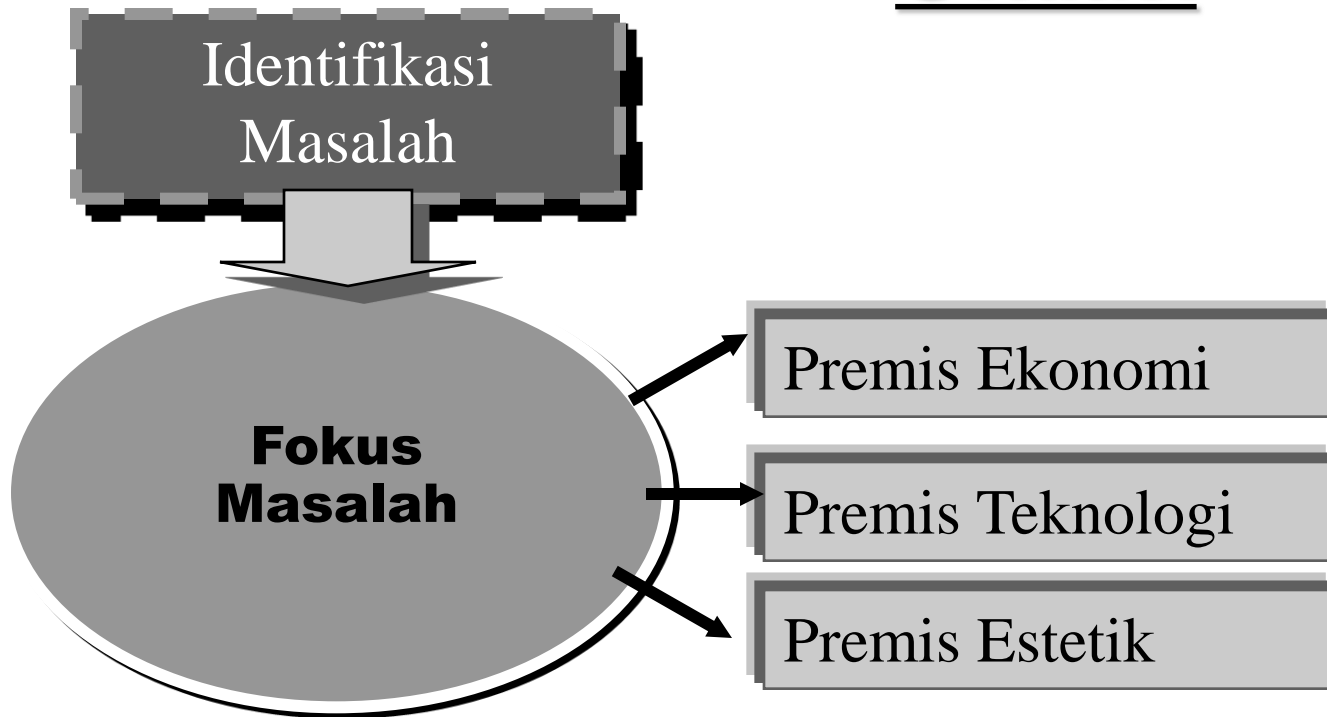 Identifikasi
Masalah
Fokus
Masalah
Premis Ekonomi
Premis Teknologi
Premis Estetik